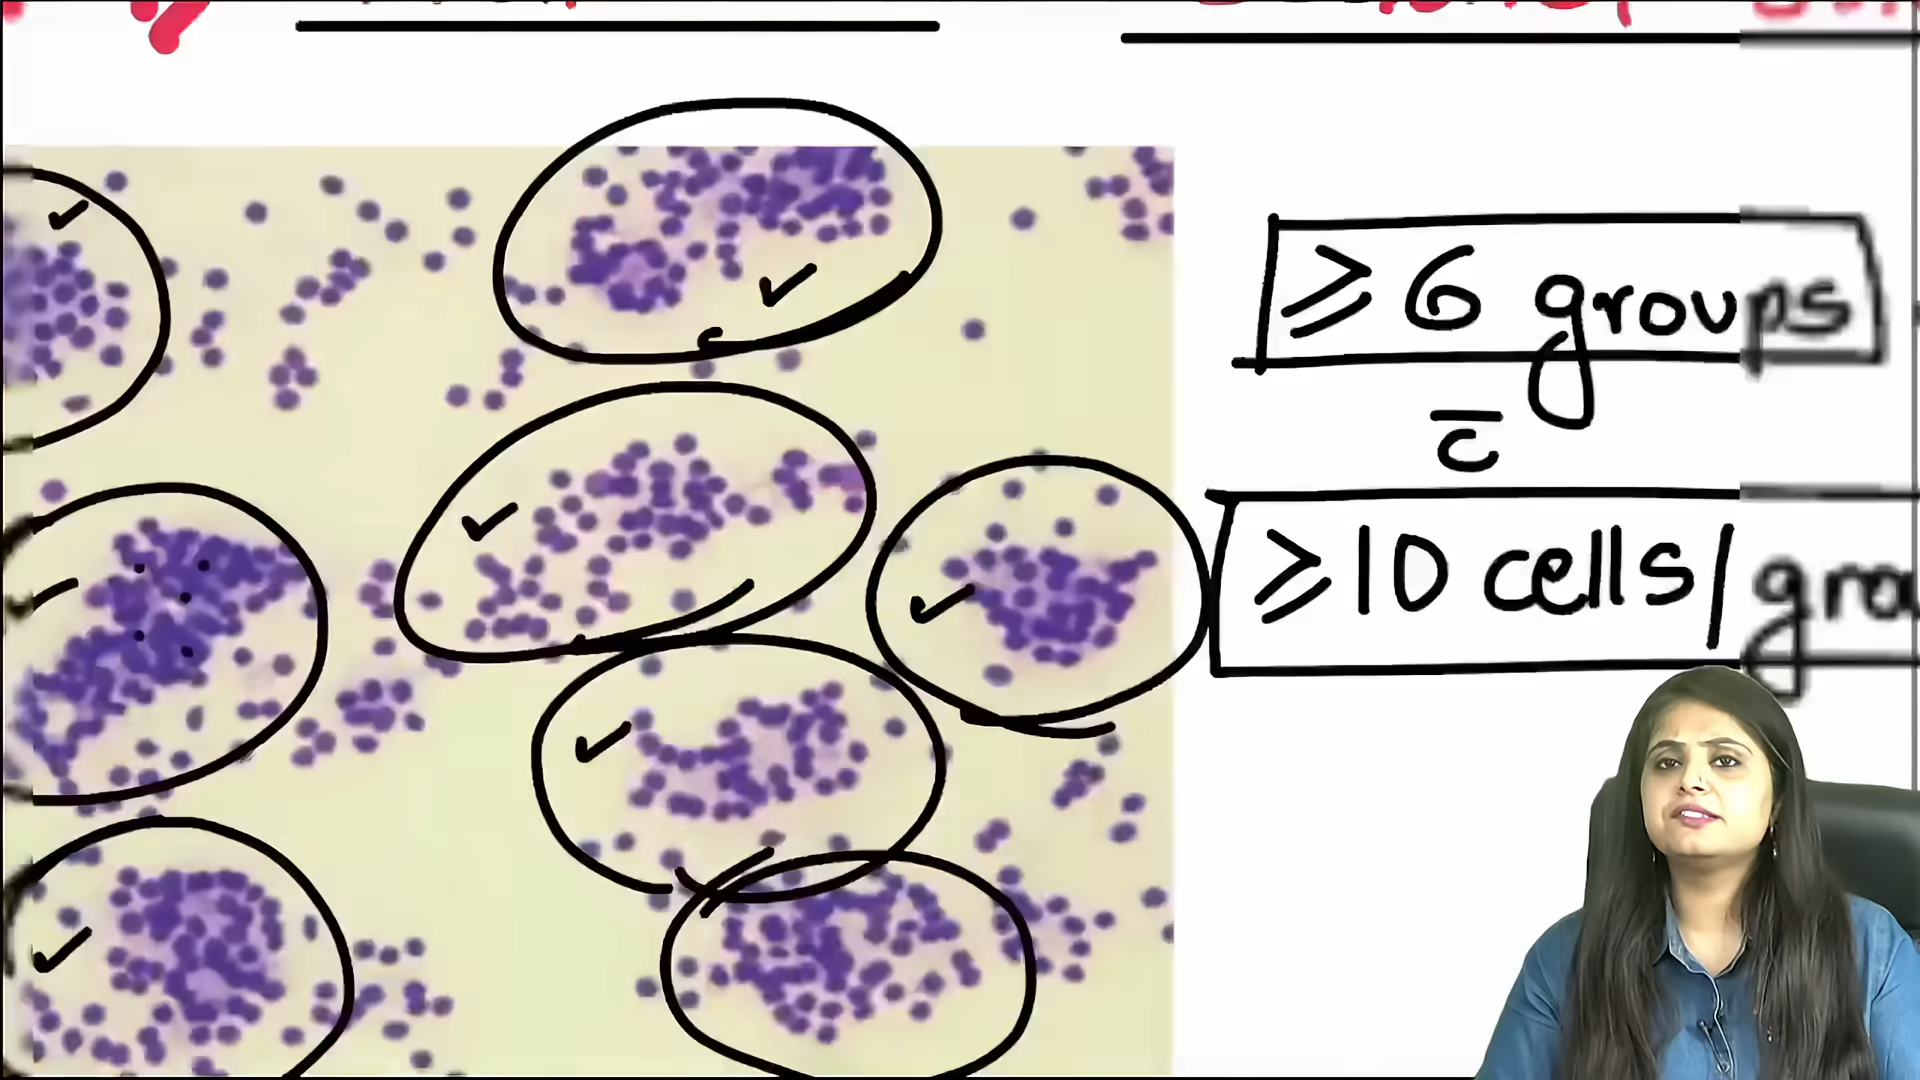 ≥ 6 groups
c̄
≥ 10 cells/